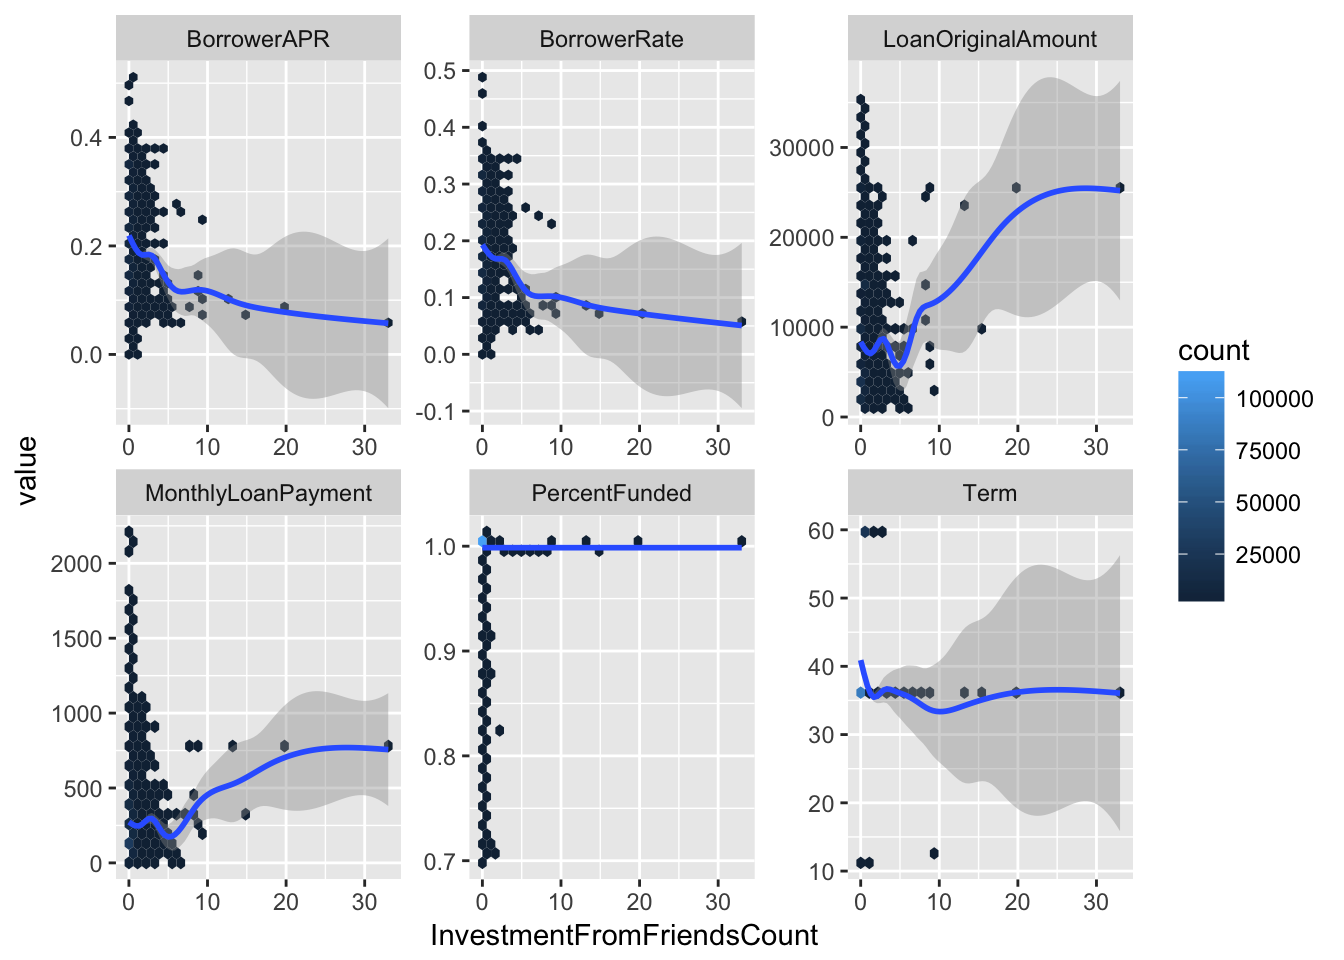 BorrowerAPR
BorrowerRate
LoanOriginalAmount
0.4
0.2
0.0
0.5
0.4
0.3
0.2
0.1
0.0
-0.1
30000
20000
10000
0
0 10 20 30
0 10 20 30
0 10 20 30
MonthlyLoanPayment
PercentFunded
Term
2000
1500
1000
500
0
1.0
0.9
0.8
0.7
60
50
40
30
20
10
0 10 20 30
0 10 20 30
0 10 20 30
value
InvestmentFromFriendsCount
count
100000
75000
50000
25000